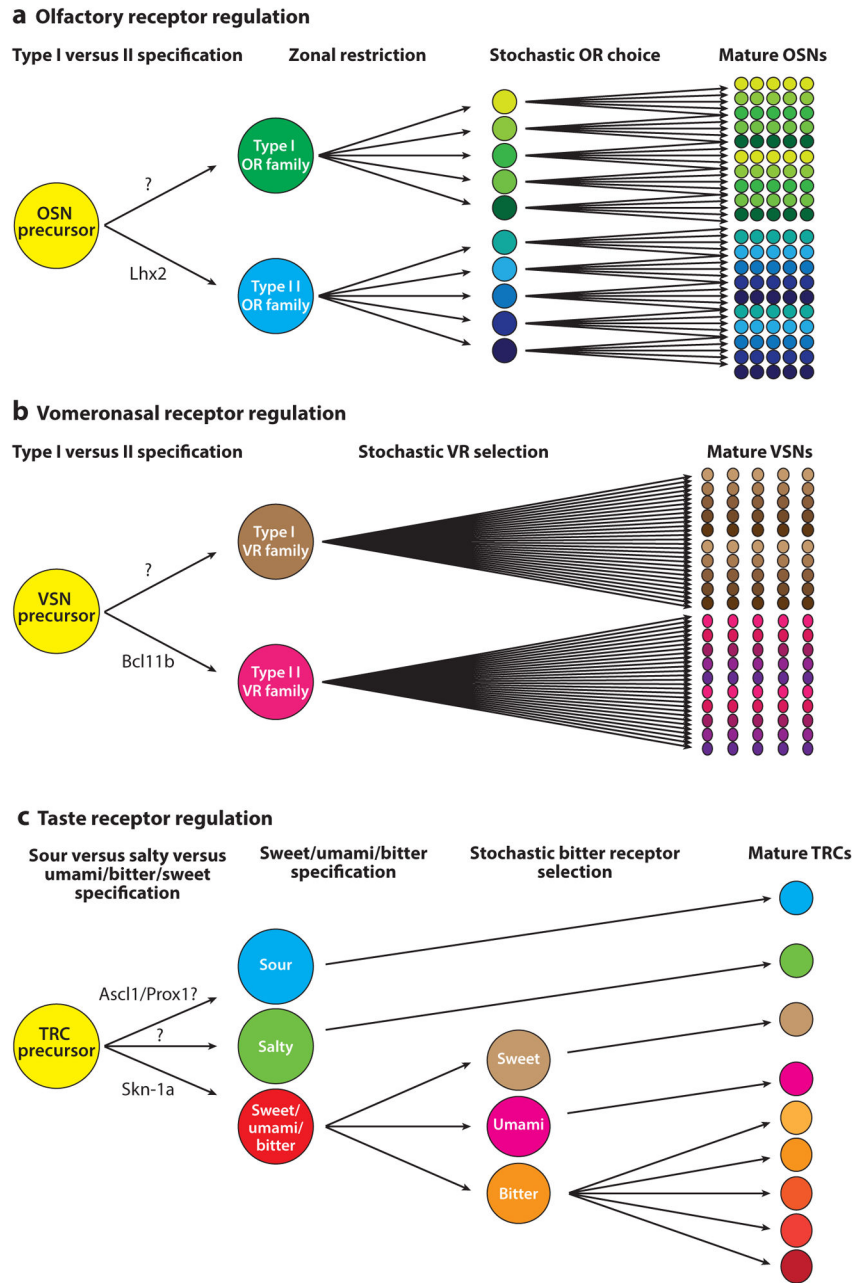 a Olfactory receptor regulation
Type I versus II specification
Zonal restriction
Stochastic OR choice
Mature OSNs
OSN
precursor
?
Lhx2
Type I
OR family
Type II
OR family
b Vomeronasal receptor regulation
Type I versus II specification
Stochastic VR selection
Mature VSNs
VSN
precursor
?
Bcl11b
Type I
VR family
Type II
VR family
c Taste receptor regulation
Sour versus salty versus
umami/bitter/sweet
specification
Sweet/umami/bitter
specification
Stochastic bitter receptor
selection
Mature TRCs
TRC
precursor
Ascl1/Prox1?
?
Skn-1a
Sour
Salty
Sweet/
umami/
bitter
Sweet
Umami
Bitter